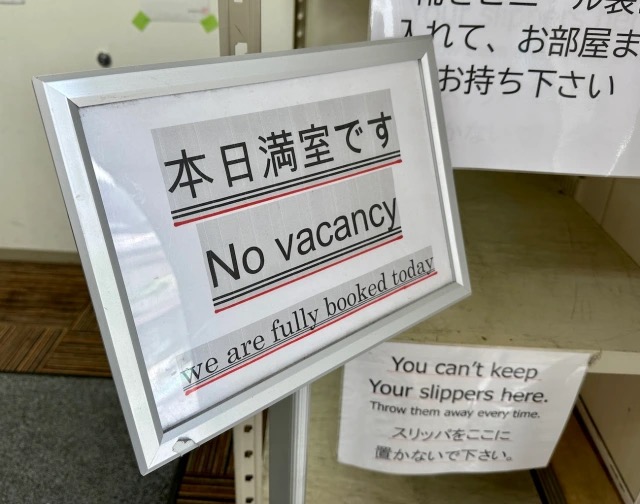 本日満室です
No vacancy
we are fully booked today
入れて、お部屋ま
お持ち下さい
You can't keep
Your slippers here.
Throw them away every time.
スリッパをここに
置かないで下さい。